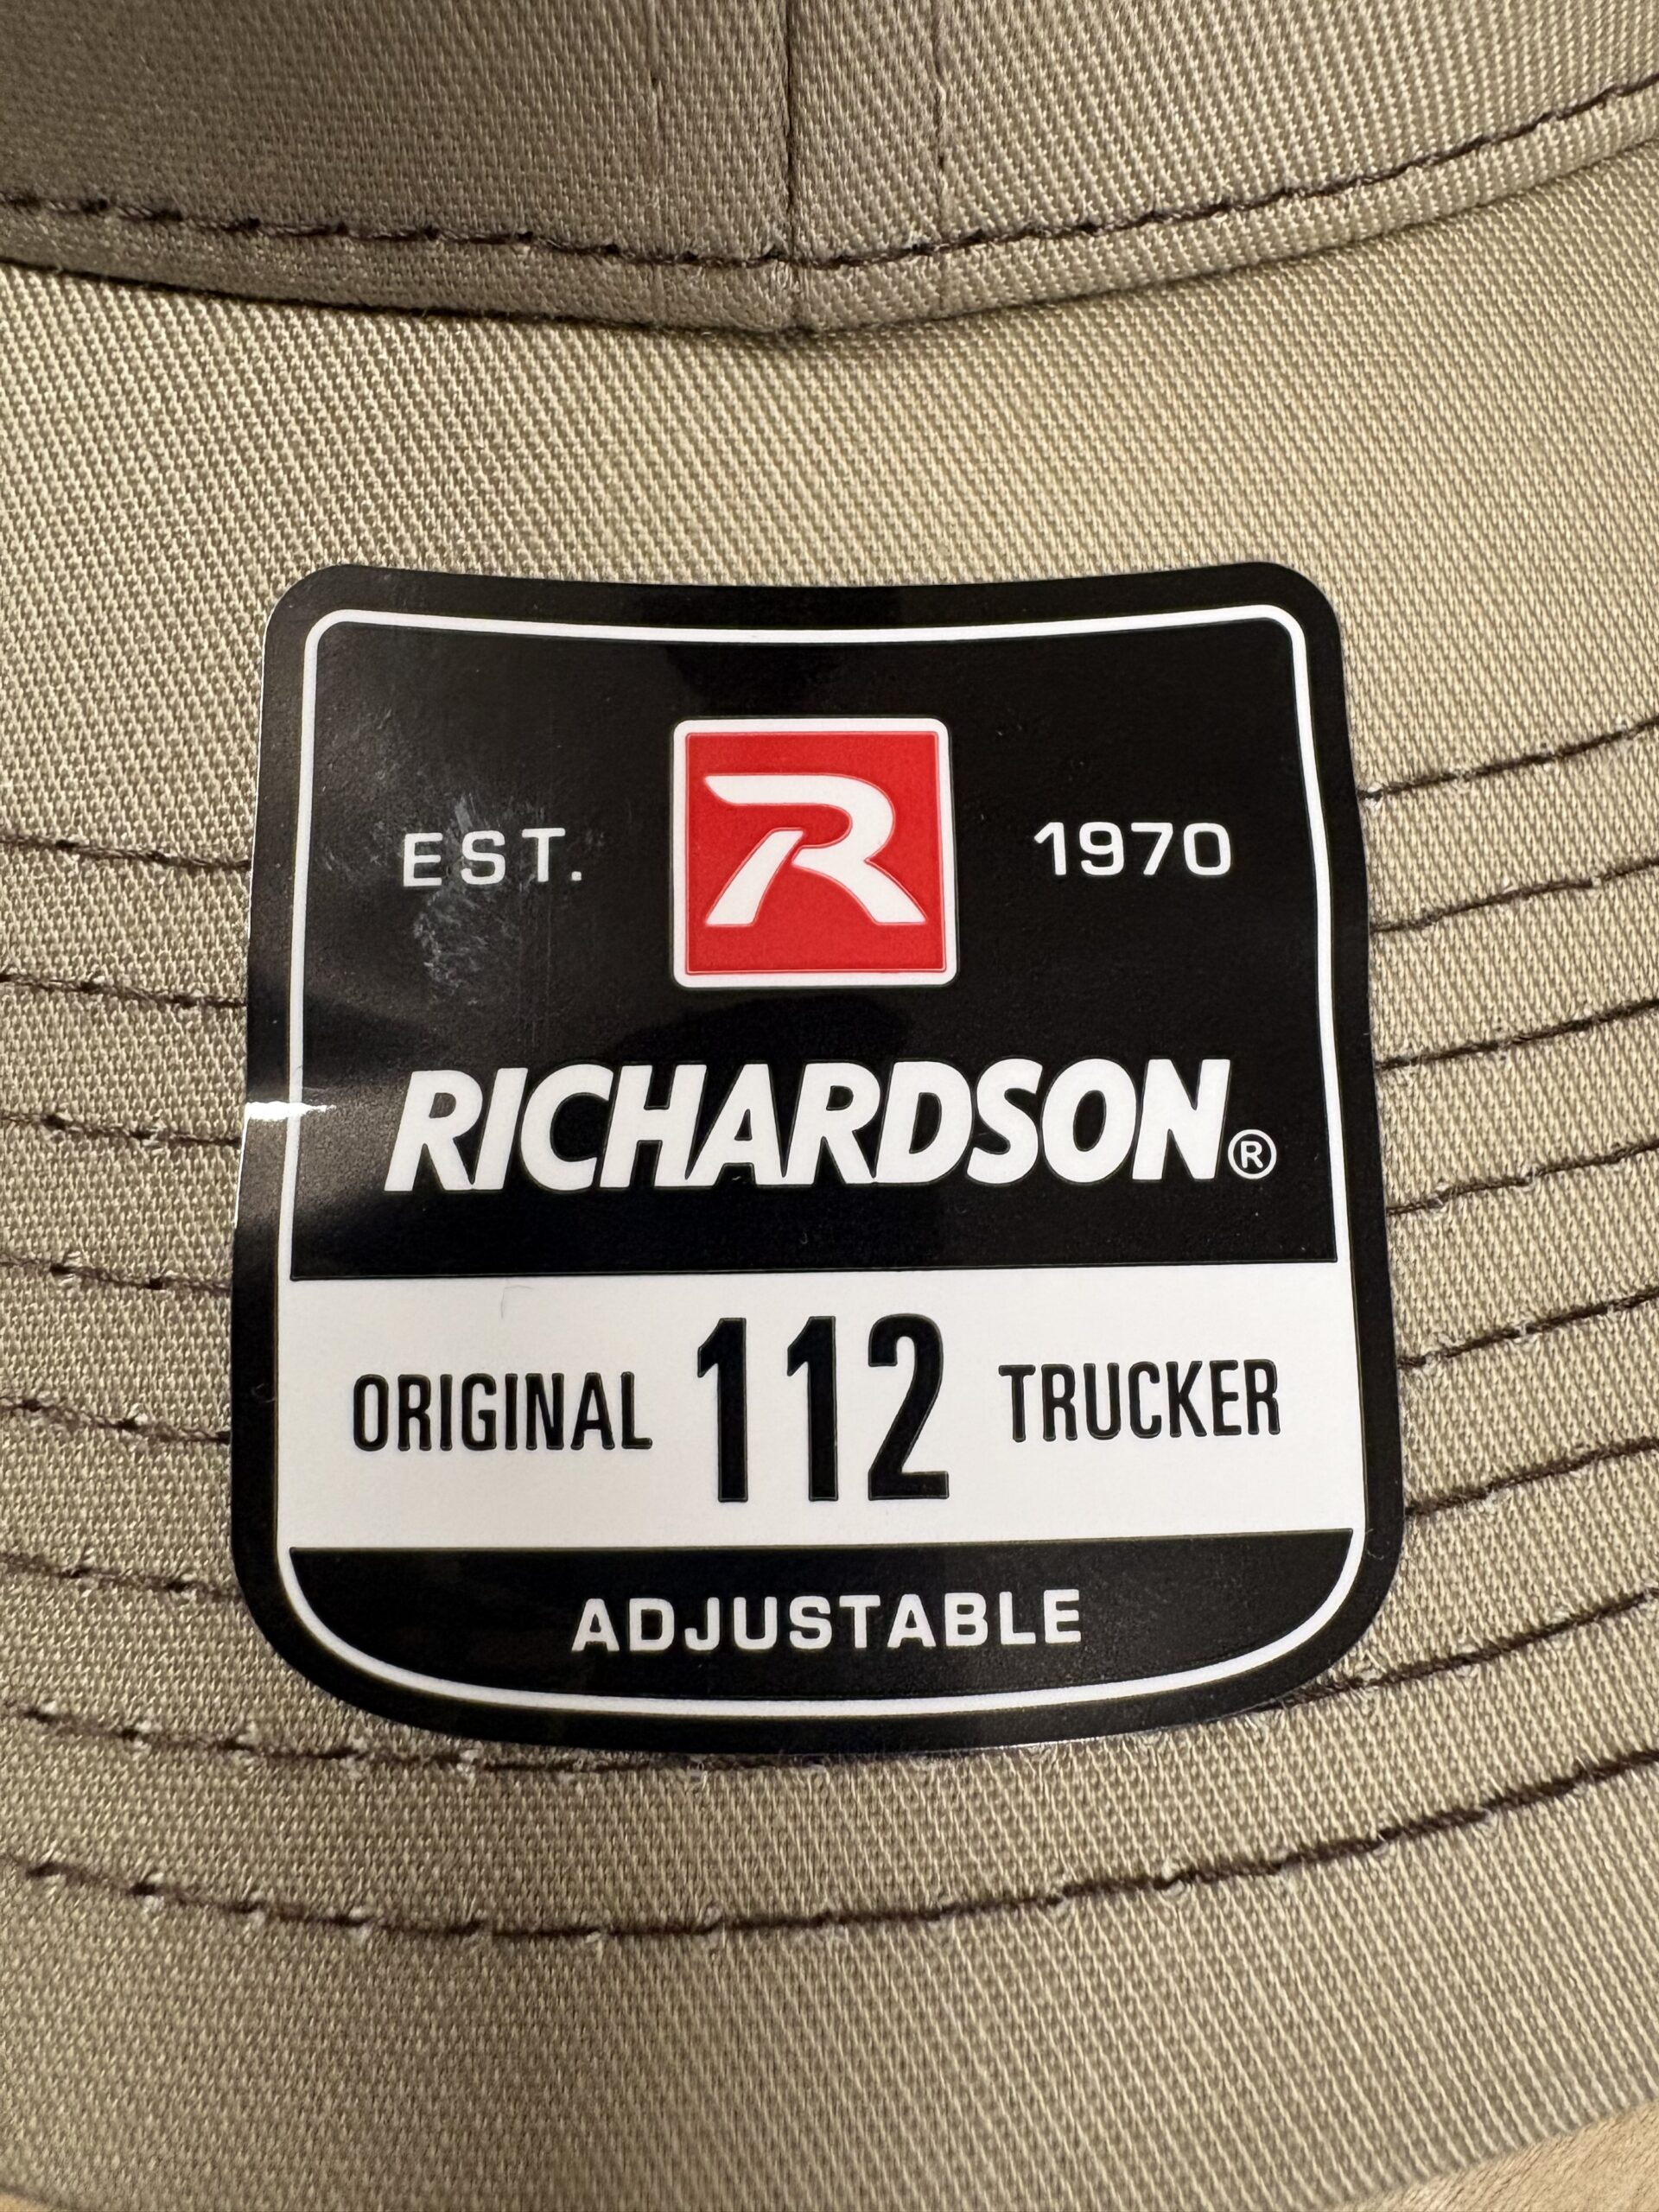 EST. R 1970
RICHARDSON®
ORIGINAL 112 TRUCKER
ADJUSTABLE